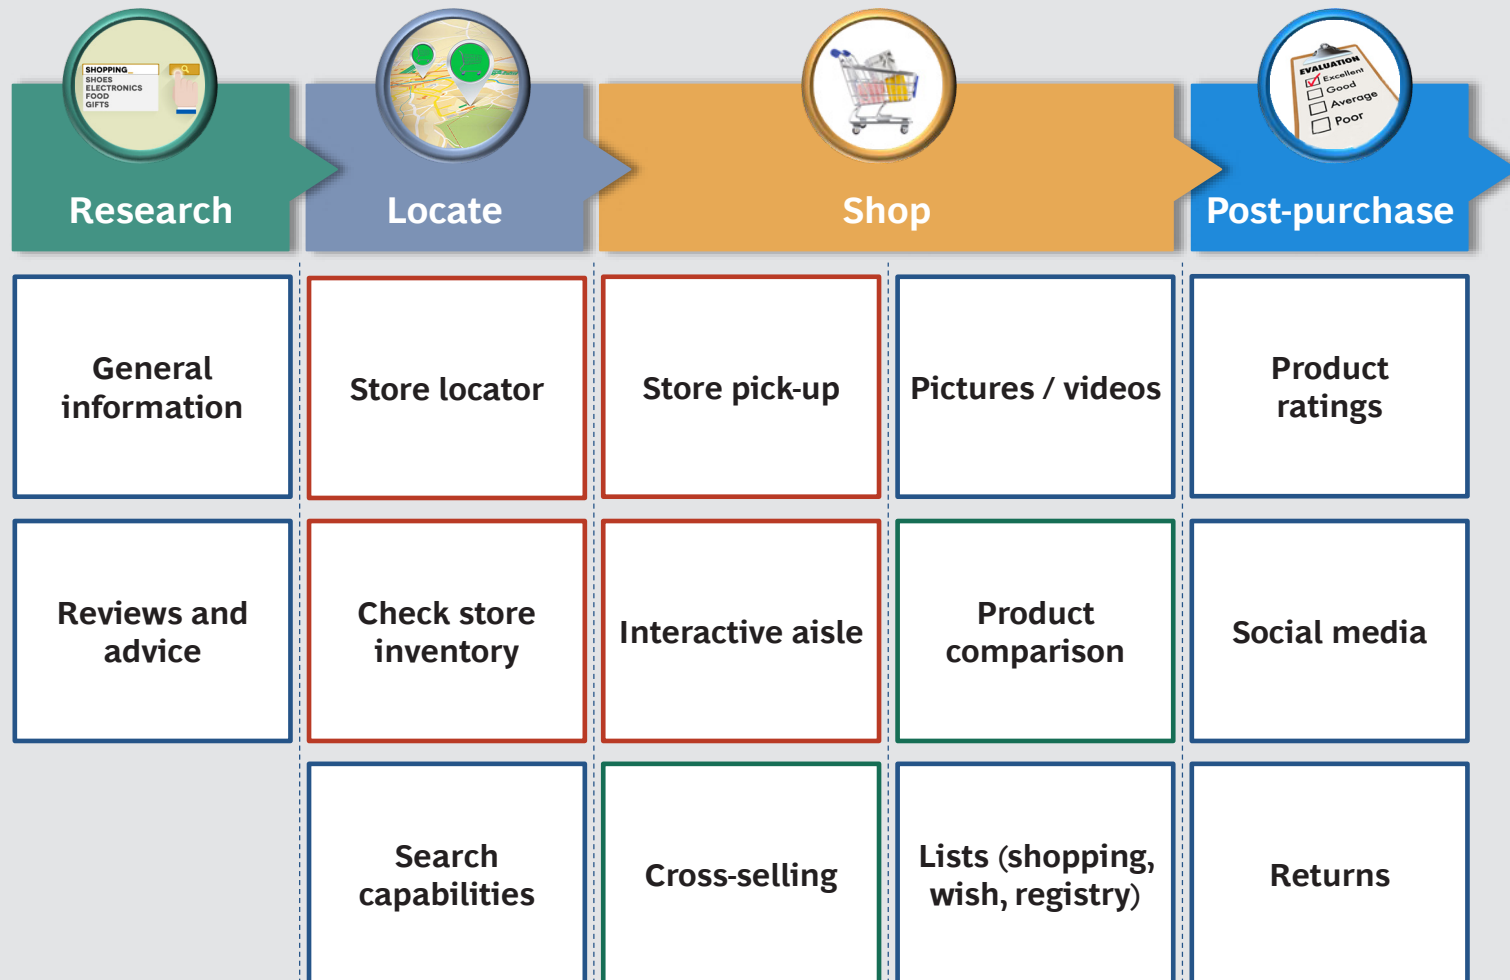 SHOPPING_
SHOES
ELECTRONICS
FOOD
GIFTS
EVALUATION
Excellent
Good
Average
Poor
Research
Locate
Shop
Post-purchase
General
information
Store locator
Store pick-up
Pictures / videos
Product
ratings
Reviews and
advice
Check store
inventory
Interactive aisle
Product
comparison
Social media
Search
capabilities
Cross-selling
Lists (shopping,
wish, registry)
Returns